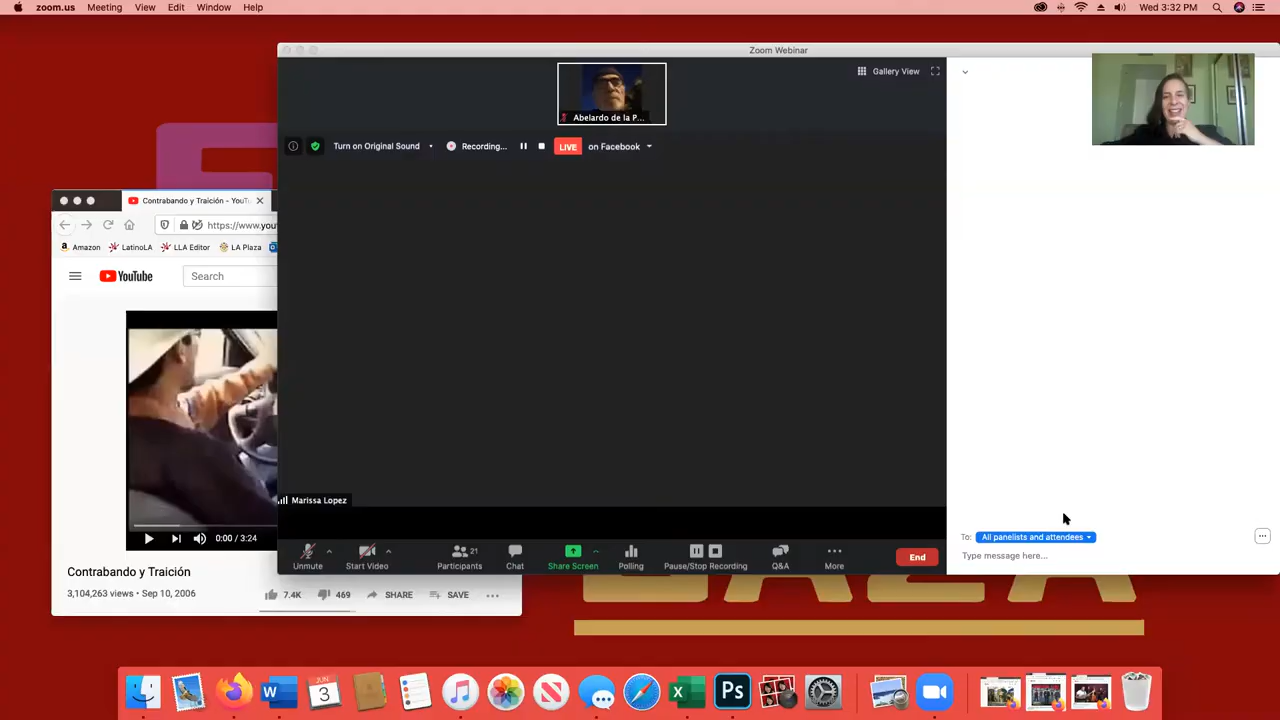 zoom.us Meeting View Edit Window Help
Wed 3:32 PM
Zoom Webinar
Gallery View
Abelardo de la P...
Turn on Original Sound
Recording...
LIVE on Facebook
Contrabando y Traición - YouTu
https://www.you
Amazon LatinoLA LLA Editor LA Plaza
YouTube
Search
0:00 / 3:24
Contrabando y Traición
3,104,263 views • Sep 10, 2006
7.4K 469 SHARE SAVE
Marissa Lopez
To: All panelists and attendees
Type message here...
Unmute Start Video Participants 21 Chat Share Screen Polling Pause/Stop Recording Q&A More End
JUN
3
Ps